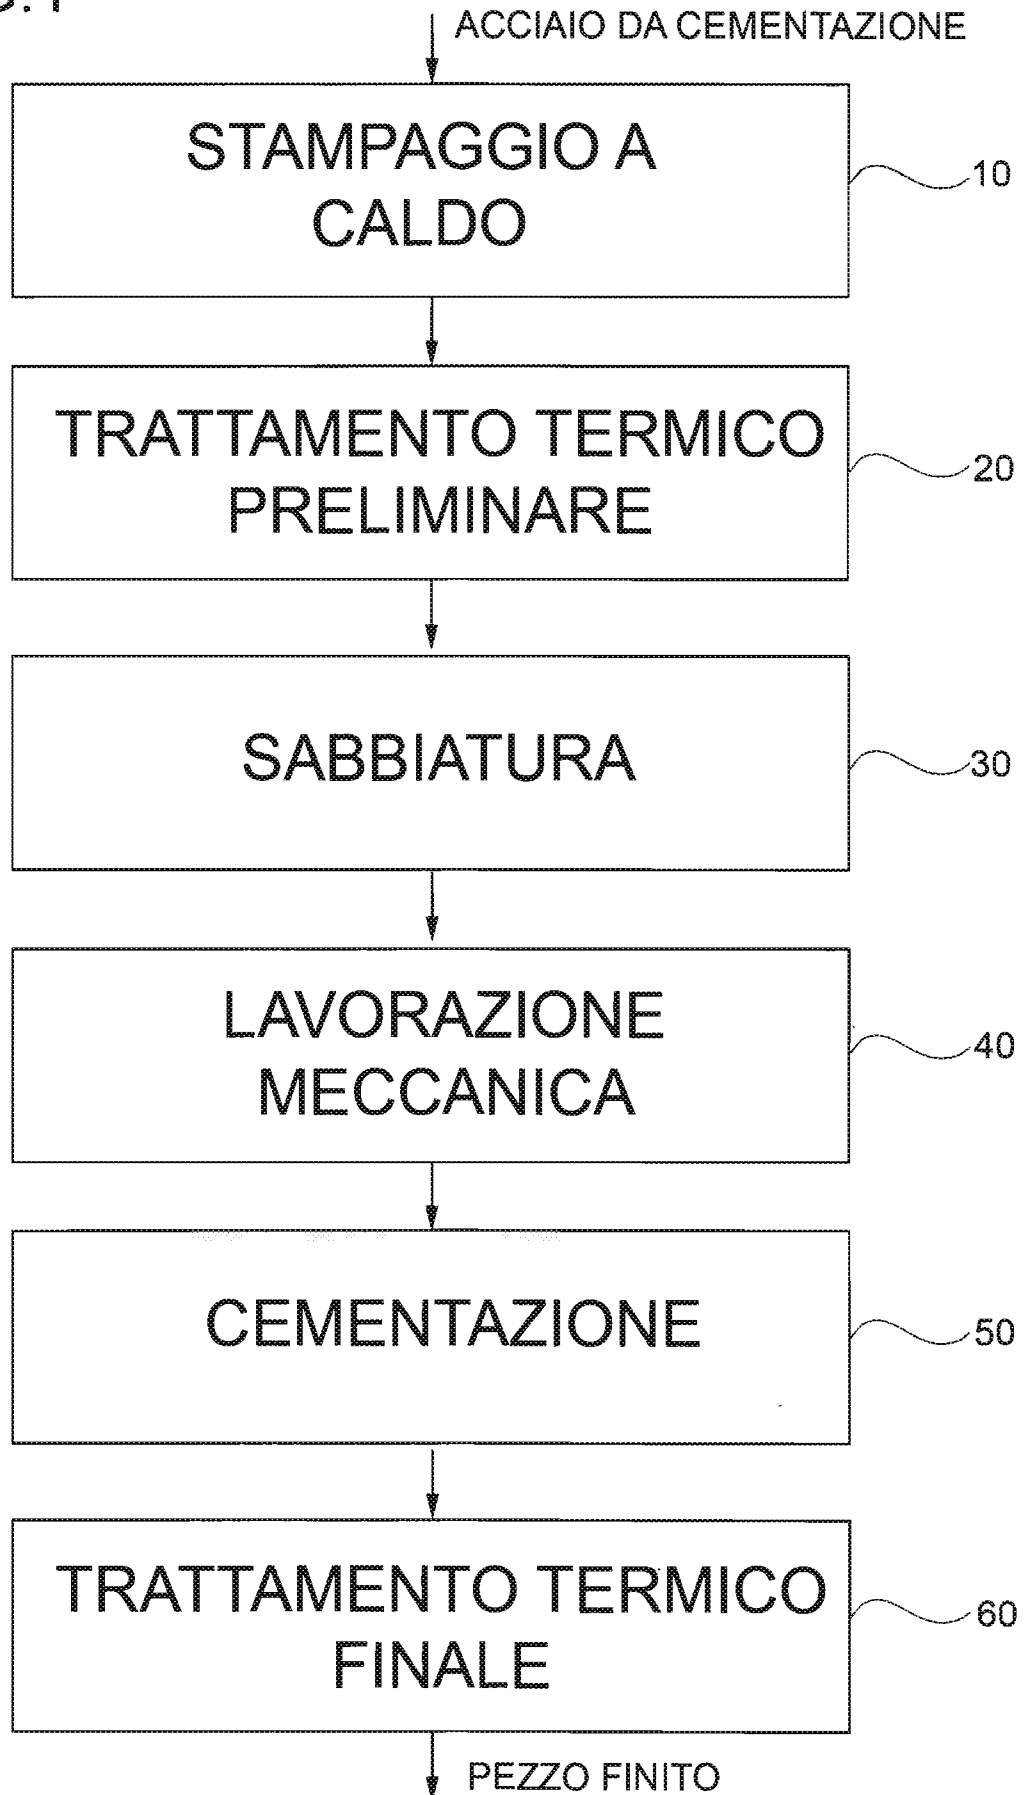 ACCIAIO DA CEMENTAZIONE
STAMPAGGIO A
CALDO
10
TRATTAMENTO TERMICO
PRELIMINARE
20
SABBIATURA
30
LAVORAZIONE
MECCANICA
40
CEMENTAZIONE
50
TRATTAMENTO TERMICO
FINALE
60
PEZZO FINITO